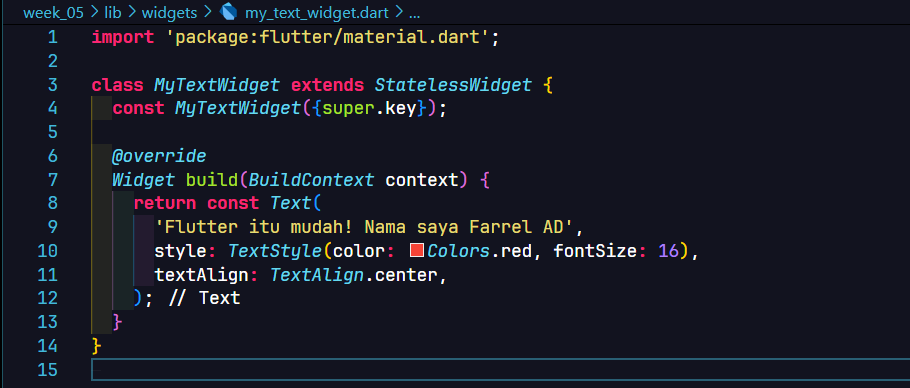 week_05 > lib > widgets > my_text_widget.dart > ...
1 import 'package:flutter/material.dart';
2
3 class MyTextWidget extends StatelessWidget {
4   const MyTextWidget({super.key});
5
6   @override
7   Widget build(BuildContext context) {
8     return const Text(
9       'Flutter itu mudah! Nama saya Farrel AD',
10       style: TextStyle(color: Colors.red, fontSize: 16),
11       textAlign: TextAlign.center,
12     ); // Text
13   }
14 }
15